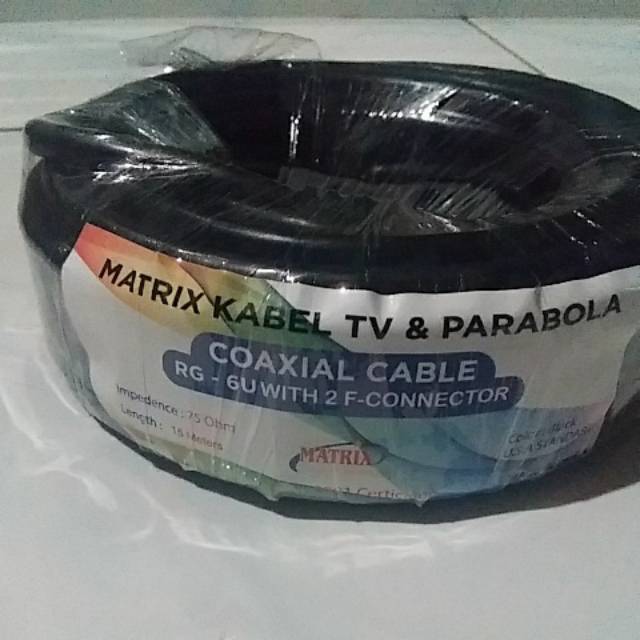 MATRIX KABEL TV & PARABOLA
COAXIAL CABLE
RG - 6U WITH 2 F-CONNECTOR
Impedence : 75 Ohm
Length : 15 Meters
MATRIX